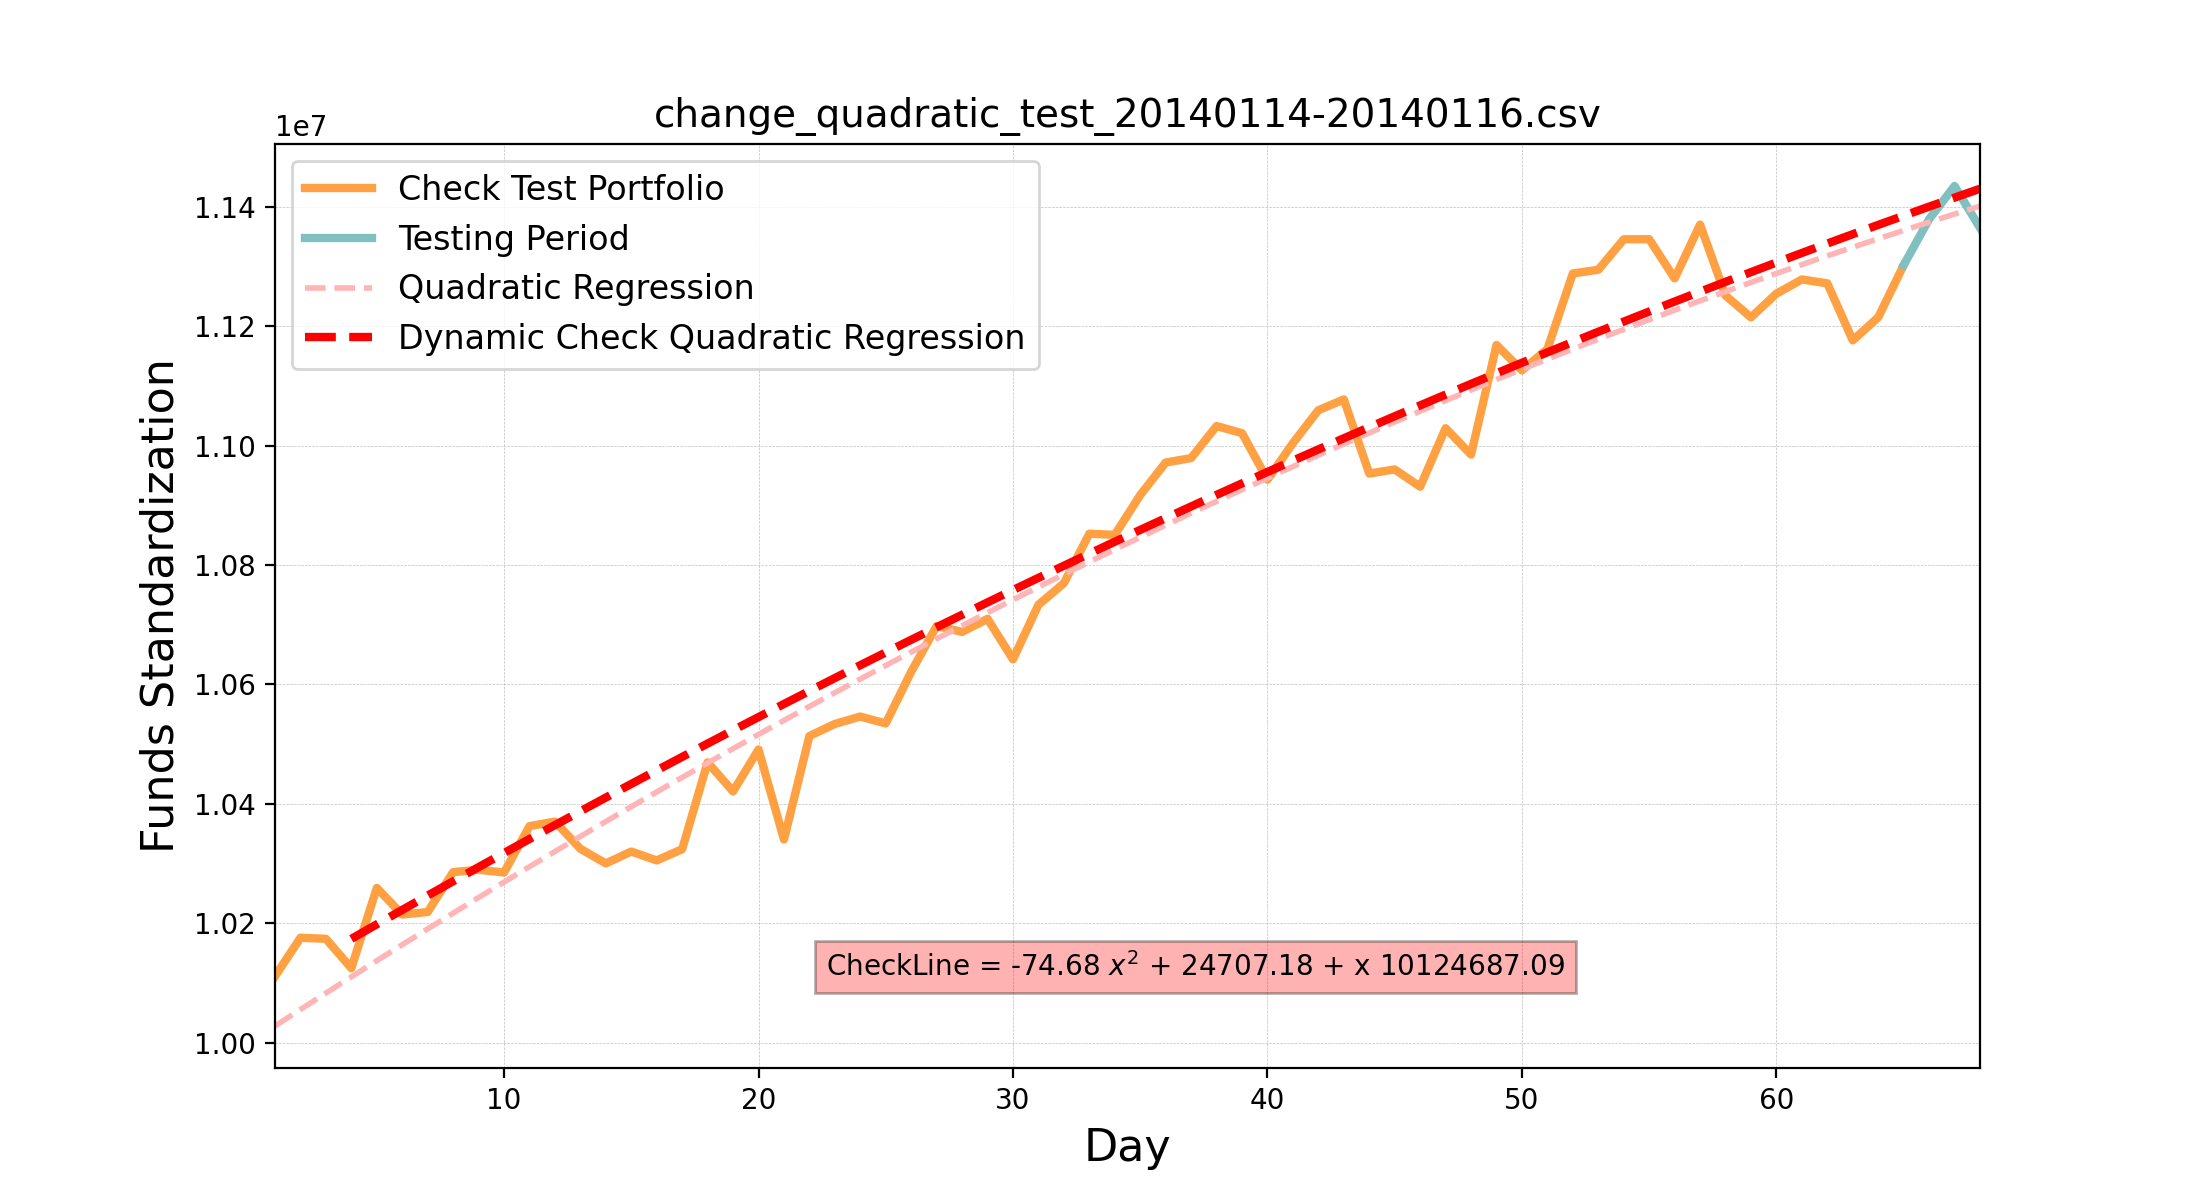 change_quadratic_test_20140114-20140116.csv
1e7
Check Test Portfolio
Testing Period
Quadratic Regression
Dynamic Check Quadratic Regression
1.14
1.12
1.10
1.08
1.06
1.04
1.02
1.00
Funds Standardization
CheckLine = -74.68 x² + 24707.18 + x 10124687.09
10 20 30 40 50 60
Day